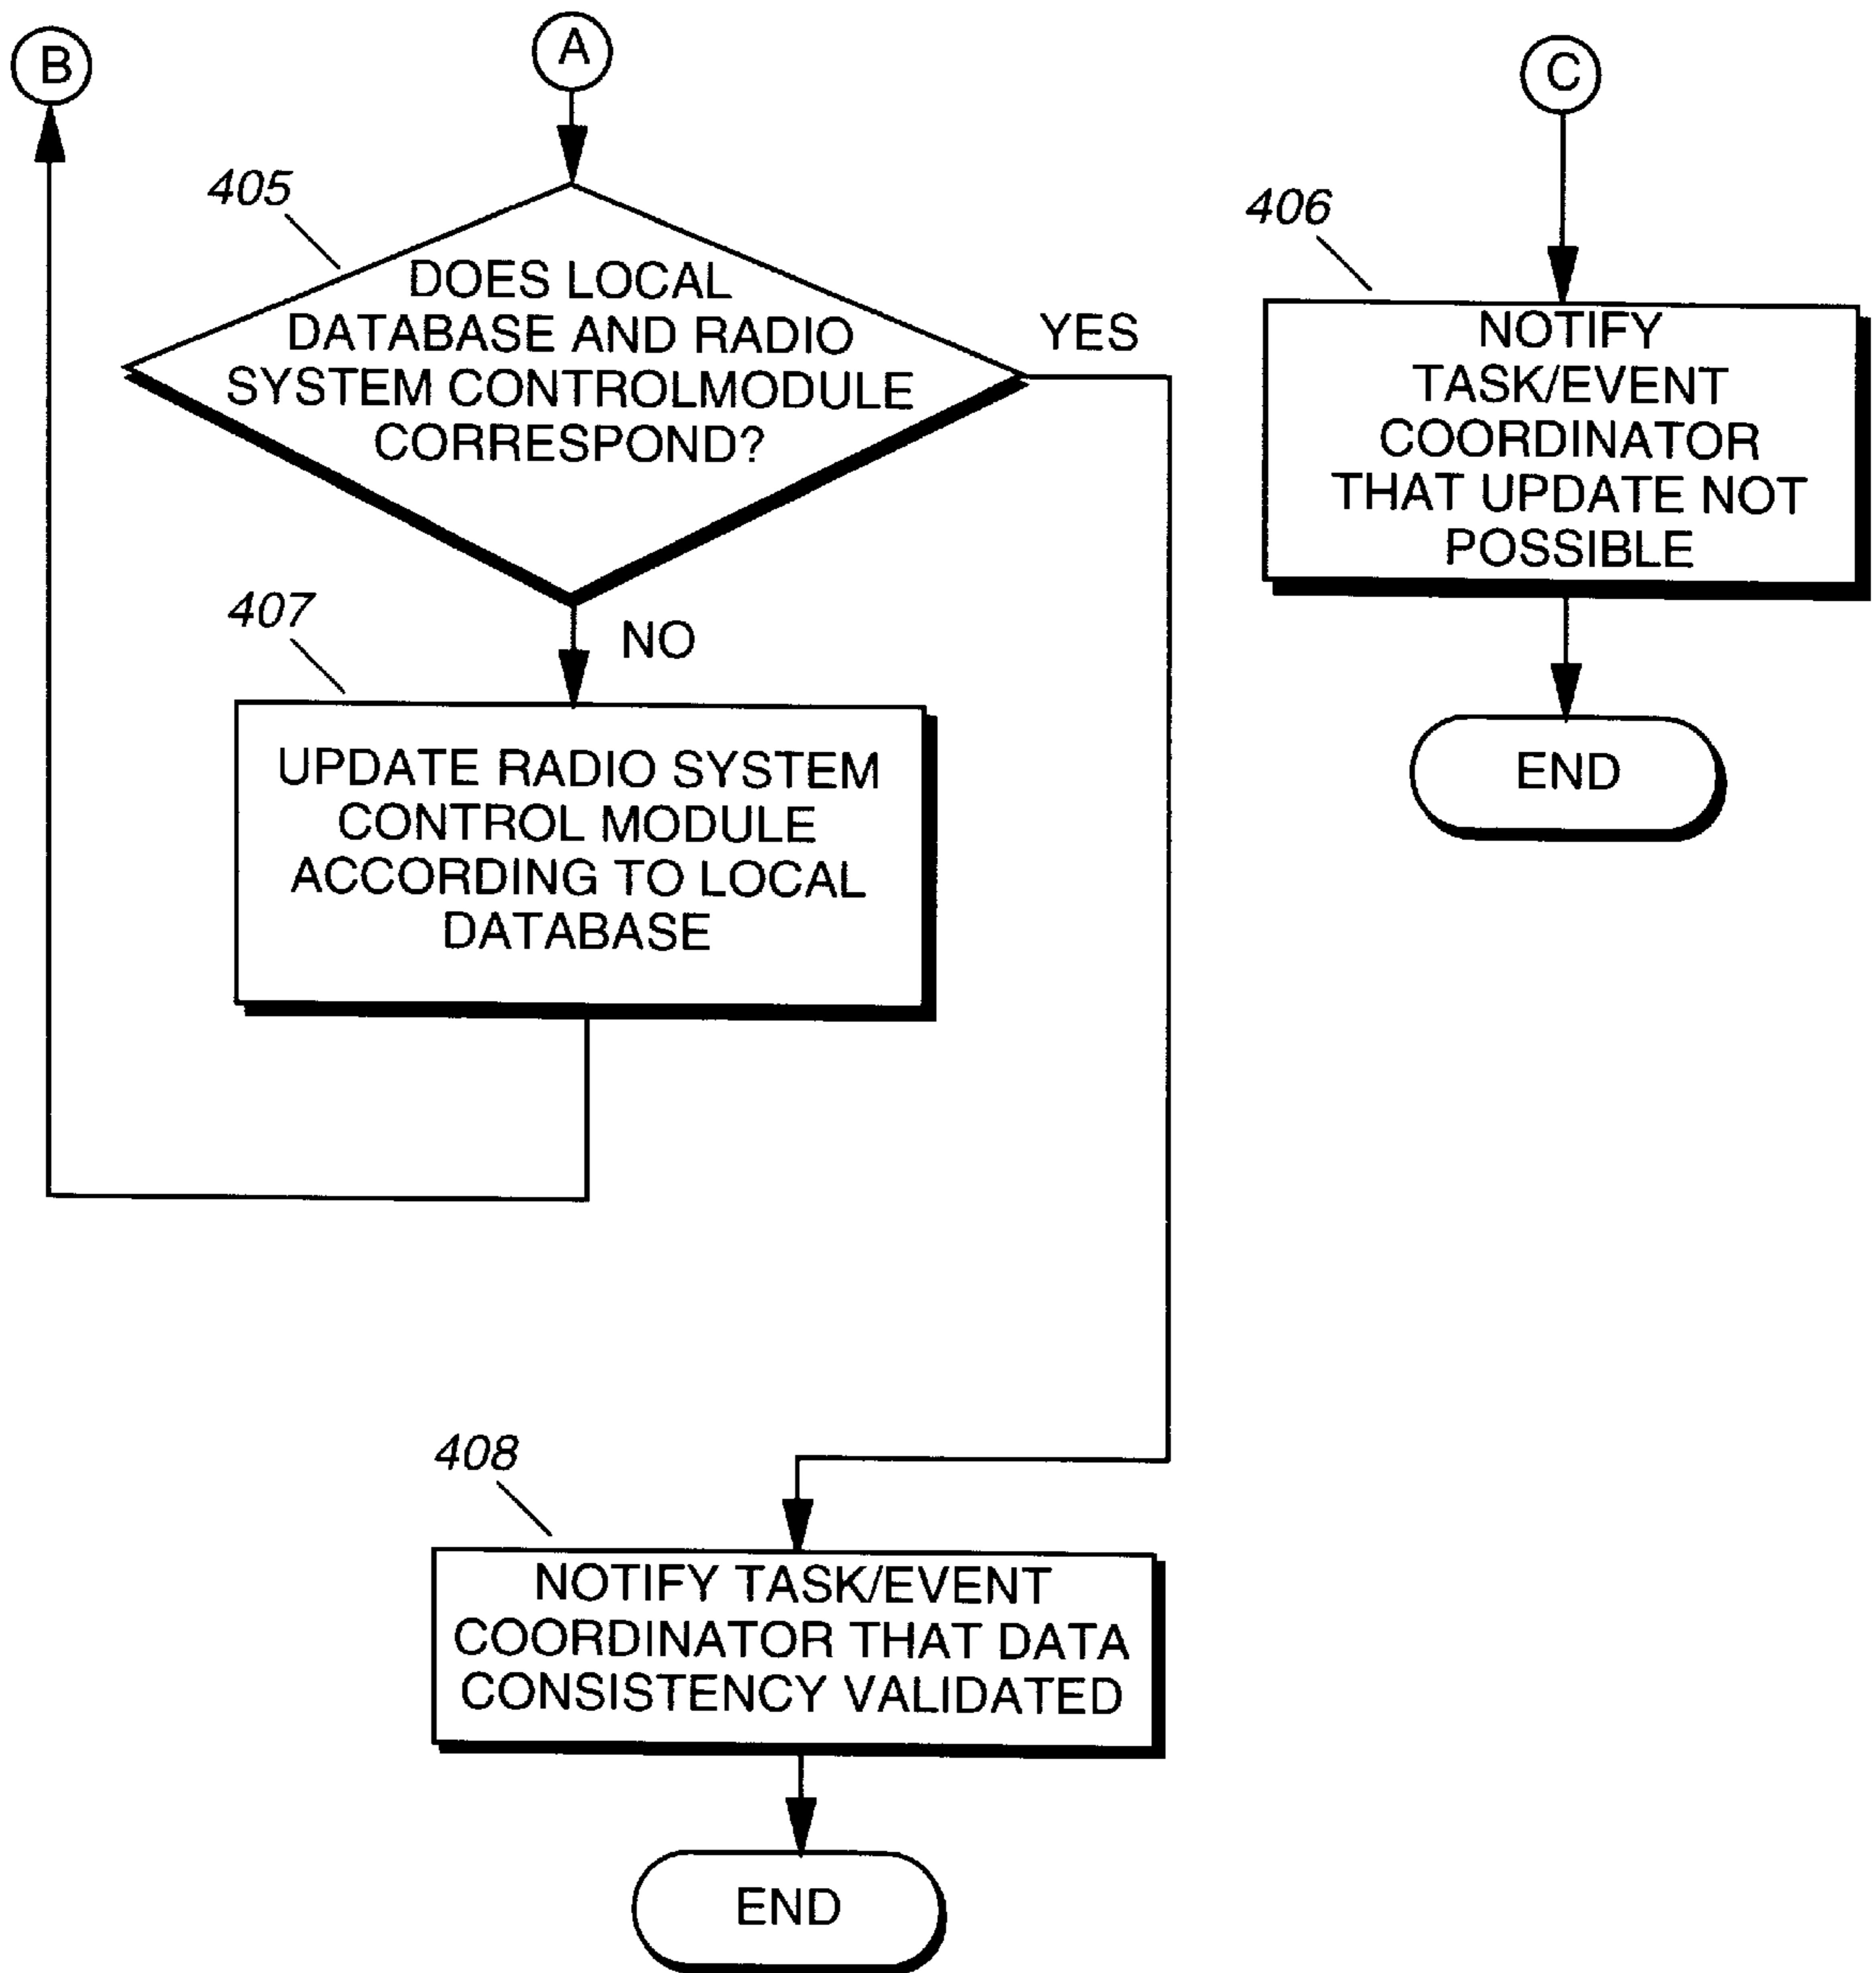 B
A
C
405
DOES LOCAL
DATABASE AND RADIO
SYSTEM CONTROLMODULE
CORRESPOND?
YES
406
NOTIFY
TASK/EVENT
COORDINATOR
THAT UPDATE NOT
POSSIBLE
END
NO
407
UPDATE RADIO SYSTEM
CONTROL MODULE
ACCORDING TO LOCAL
DATABASE
408
NOTIFY TASK/EVENT
COORDINATOR THAT DATA
CONSISTENCY VALIDATED
END